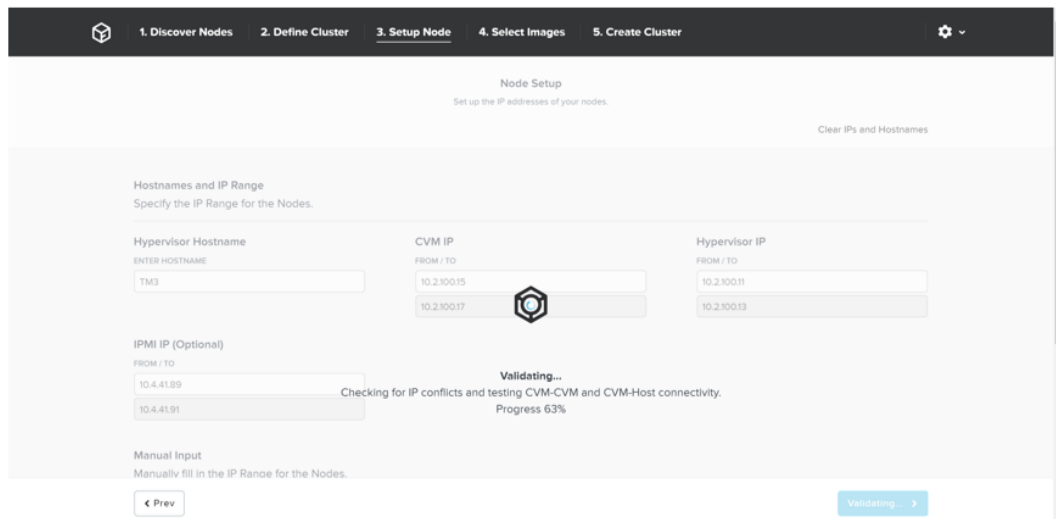 1. Discover Nodes 2. Define Cluster 3. Setup Node 4. Select Images 5. Create Cluster
Node Setup
Set up the IP addresses of your nodes.
Clear IPs and Hostnames
Hostnames and IP Range
Specify the IP Range for the Nodes.
Hypervisor Hostname
ENTER HOSTNAME
TM3
CVM IP
FROM / TO
10.2.100.15
10.2.100.17
Hypervisor IP
FROM / TO
10.2.100.11
10.2.100.13
IPMI IP (Optional)
FROM / TO
10.4.41.89
10.4.41.91
Validating...
Checking for IP conflicts and testing CVM-CVM and CVM-Host connectivity.
Progress 63%
Manual Input
Manually fill in the IP Range for the Nodes.
Prev
Validating...